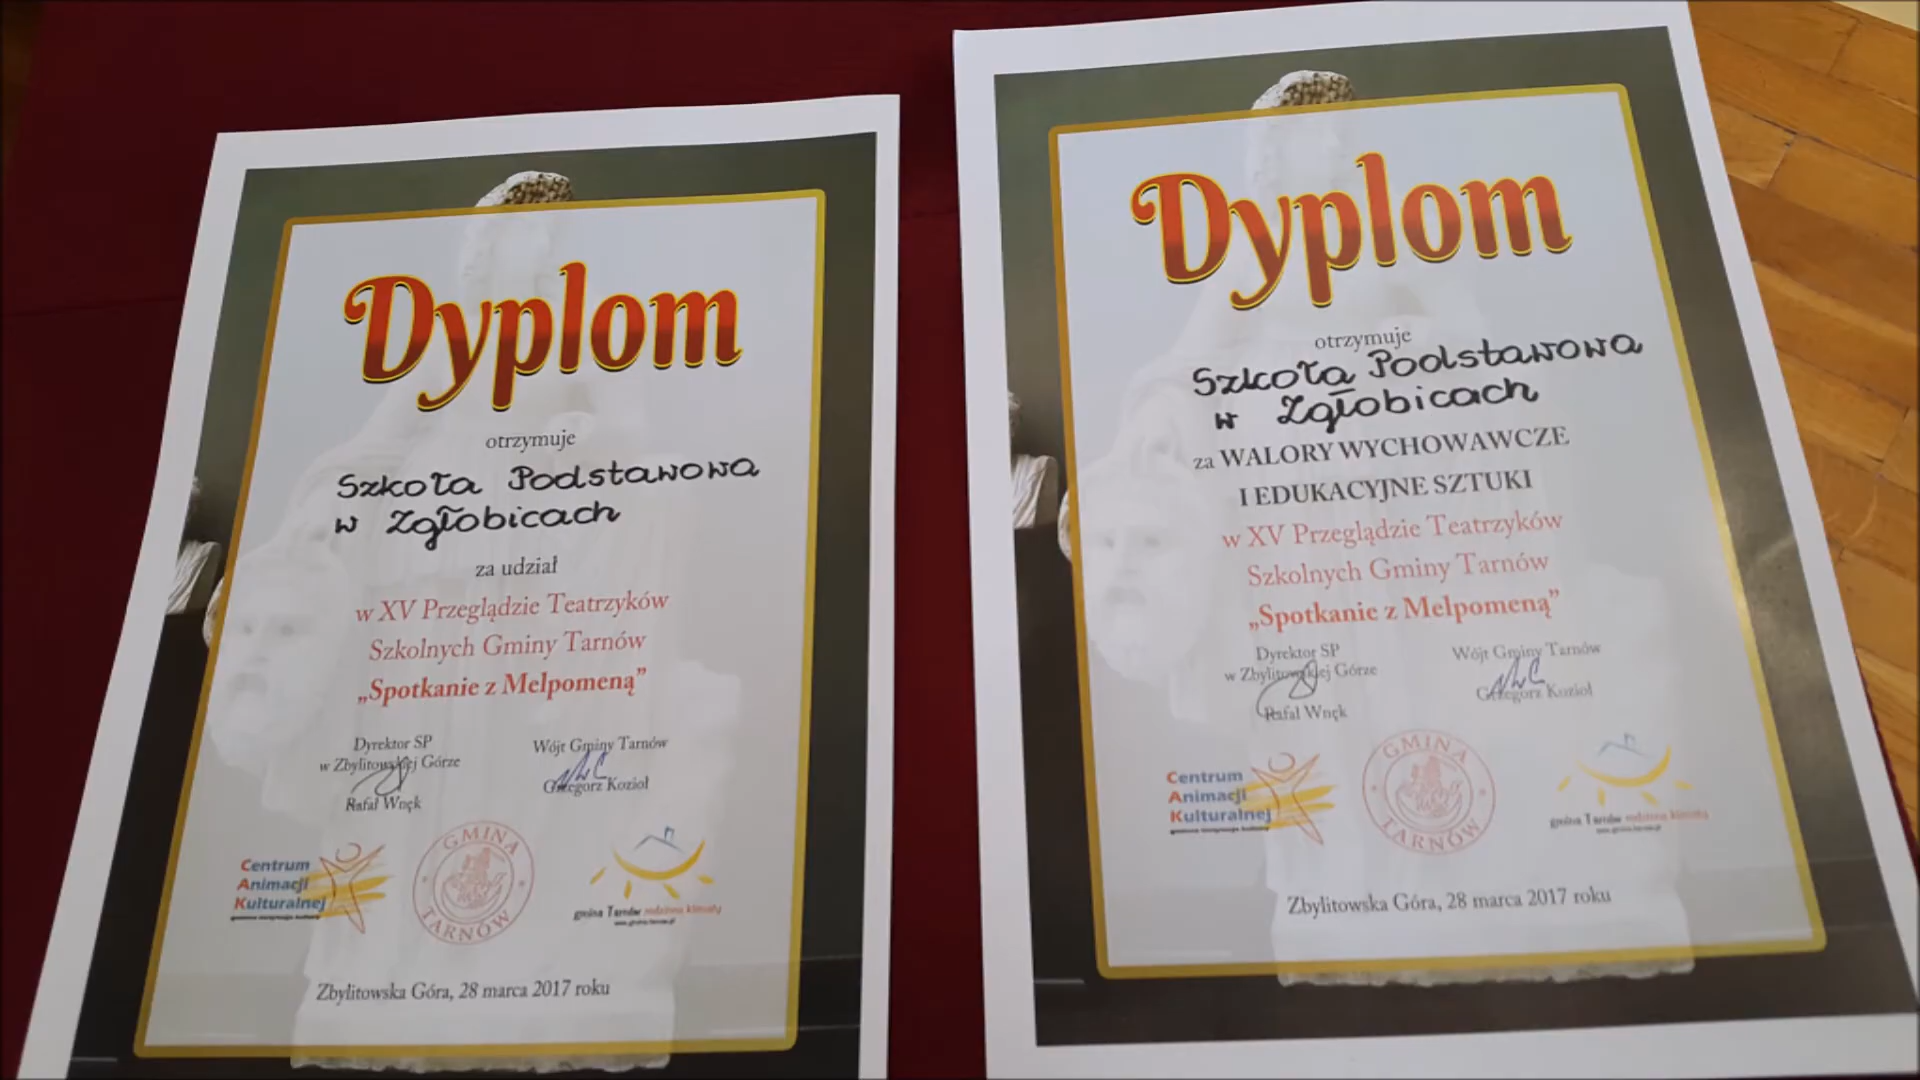 Dyplom
otrzymuje
Szkoła Podstawowa
w Zgłobicach
za udział
w XV Przeglądzie Teatrzyków
Szkolnych Gminy Tarnów
„Spotkanie z Melpomeną”
Dyrektor SP
w Zbylitowskiej Górze
Rafał Wnęk
Wójt Gminy Tarnów
Grzegorz Kozioł
Centrum
Animacji
Kulturalnej
GMINA
TARNÓW
gmina Tarnów rodzinne klimaty
Zbylitowska Góra, 28 marca 2017 roku
Dyplom
otrzymuje
Szkoła Podstawowa
w Zgłobicach
za WALORY WYCHOWAWCZE
I EDUKACYJNE SZTUKI
w XV Przeglądzie Teatrzyków
Szkolnych Gminy Tarnów
„Spotkanie z Melpomeną”
Dyrektor SP
w Zbylitowskiej Górze
Rafał Wnęk
Wójt Gminy Tarnów
Grzegorz Kozioł
Centrum
Animacji
Kulturalnej
GMINA
TARNÓW
gmina Tarnów rodzinne klimaty
Zbylitowska Góra, 28 marca 2017 roku